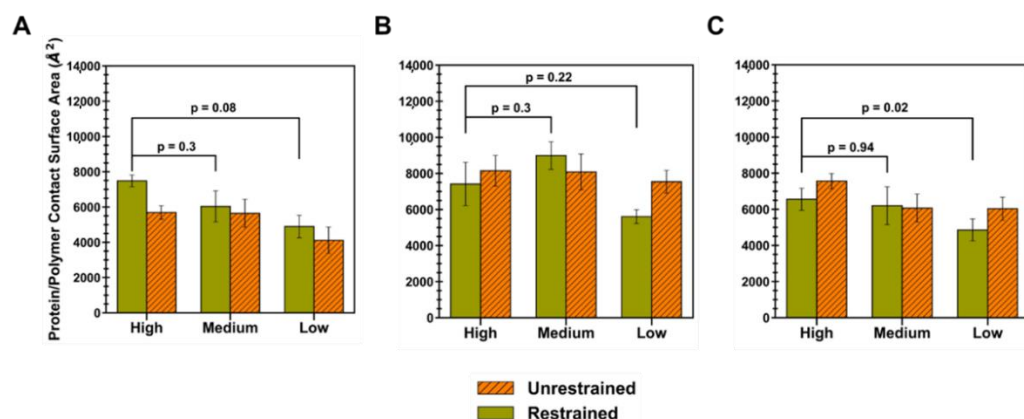 A
B
C
Protein/Polymer Contact Surface Area (Å²)
14000
12000
10000
8000
6000
4000
2000
0
p = 0.08
p = 0.3
High Medium Low
14000
12000
10000
8000
6000
4000
2000
0
p = 0.22
p = 0.3
High Medium Low
14000
12000
10000
8000
6000
4000
2000
0
p = 0.02
p = 0.94
High Medium Low
Unrestrained
Restrained